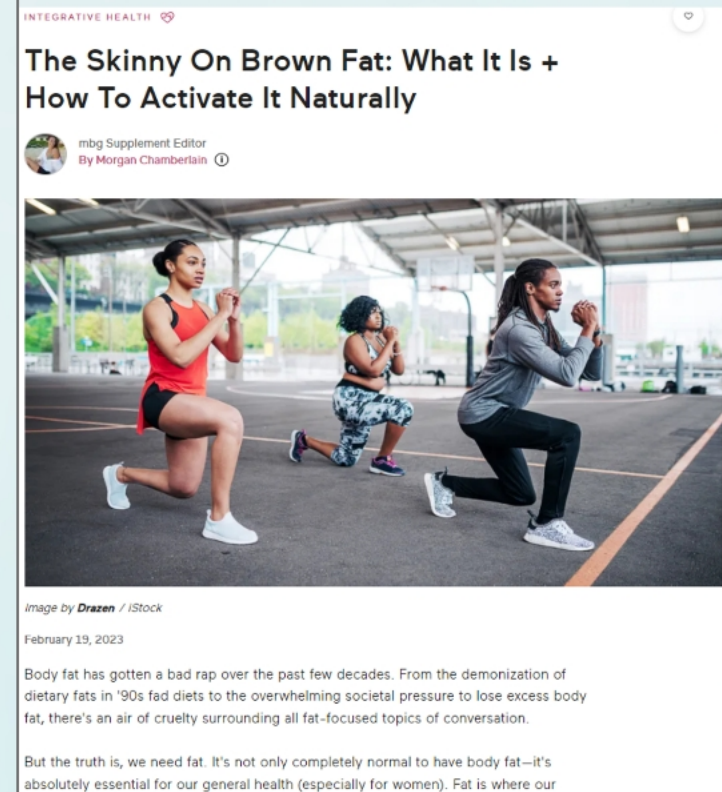 INTEGRATIVE HEALTH
The Skinny On Brown Fat: What It Is +
How To Activate It Naturally
mbg Supplement Editor
By Morgan Chamberlain
Image by Drazen / iStock
February 19, 2023
Body fat has gotten a bad rap over the past few decades. From the demonization of
dietary fats in '90s fad diets to the overwhelming societal pressure to lose excess body
fat, there's an air of cruelty surrounding all fat-focused topics of conversation.
But the truth is, we need fat. It's not only completely normal to have body fat—it's
absolutely essential for our general health (especially for women). Fat is where our